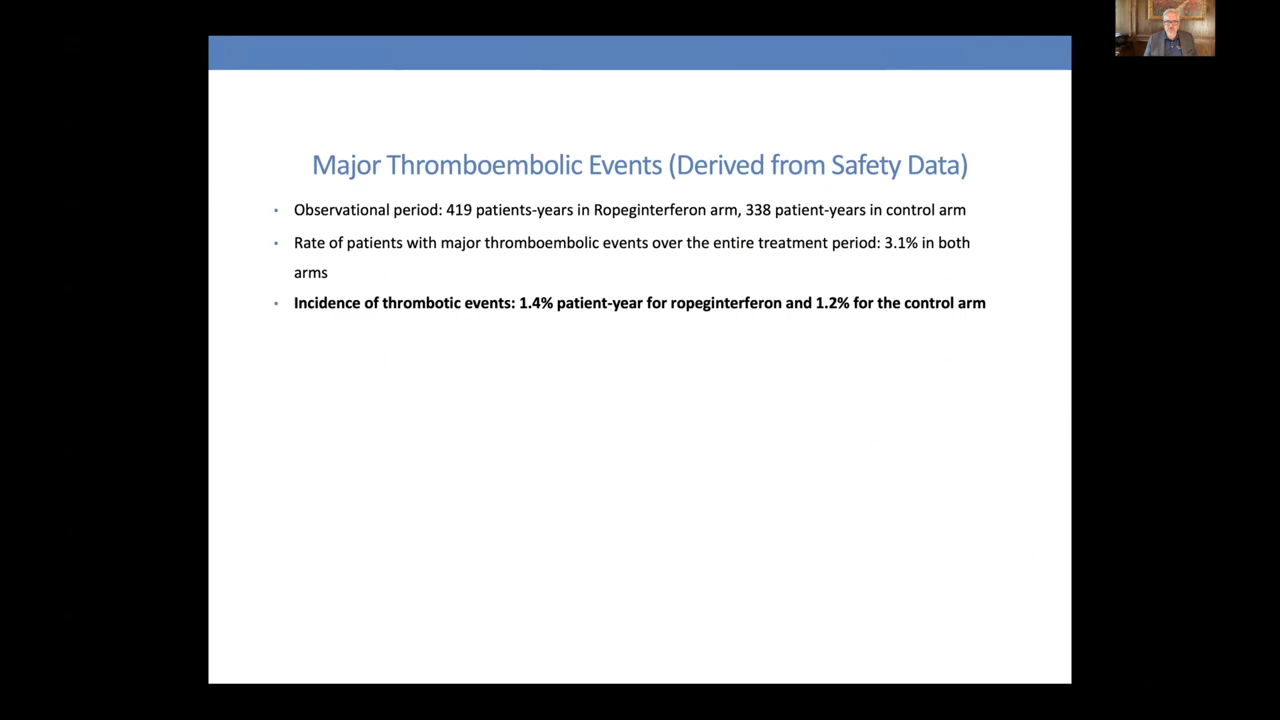 Major Thromboembolic Events (Derived from Safety Data)
• Observational period: 419 patients-years in Ropeginterferon arm, 338 patient-years in control arm
• Rate of patients with major thromboembolic events over the entire treatment period: 3.1% in both
arms
• Incidence of thrombotic events: 1.4% patient-year for ropeginterferon and 1.2% for the control arm